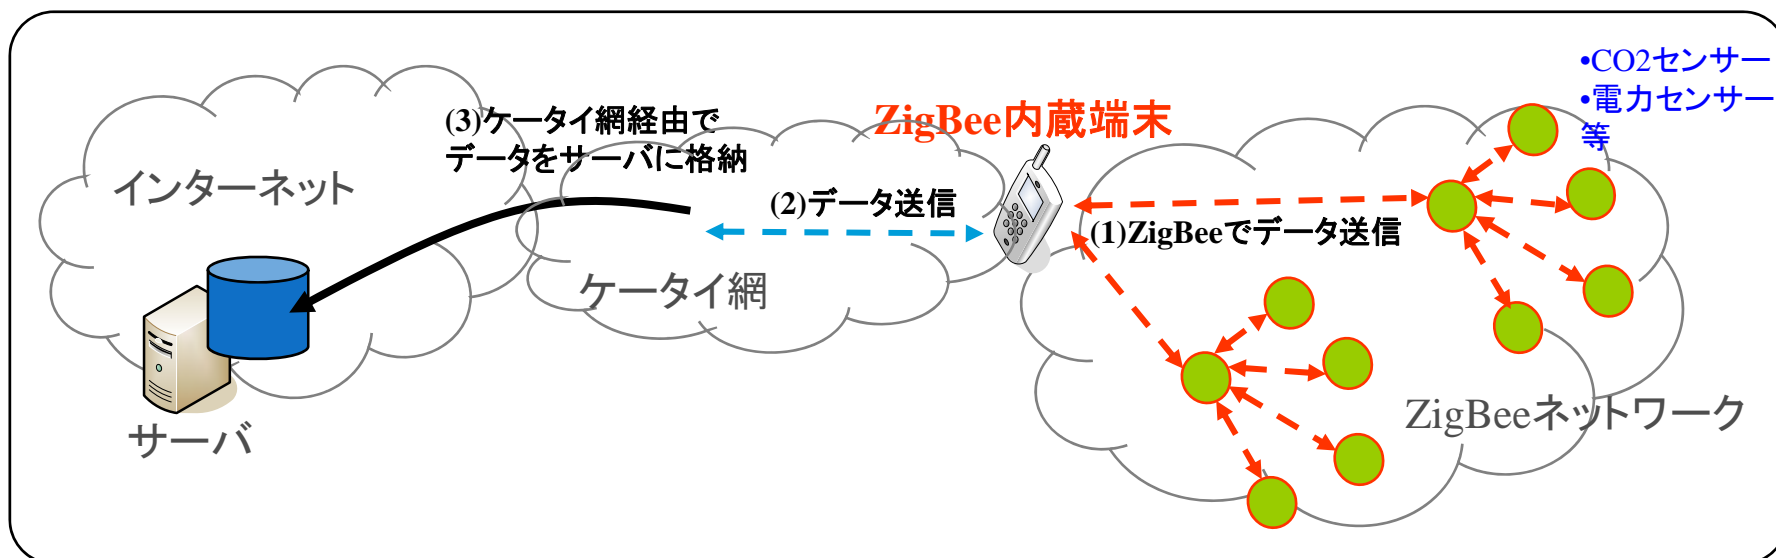 •CO2センサー
•電力センサー
等
(3)ケータイ網経由で
データをサーバに格納
ZigBee内蔵端末
インターネット
(2)データ送信
(1)ZigBeeでデータ送信
ケータイ網
サーバ
ZigBeeネットワーク